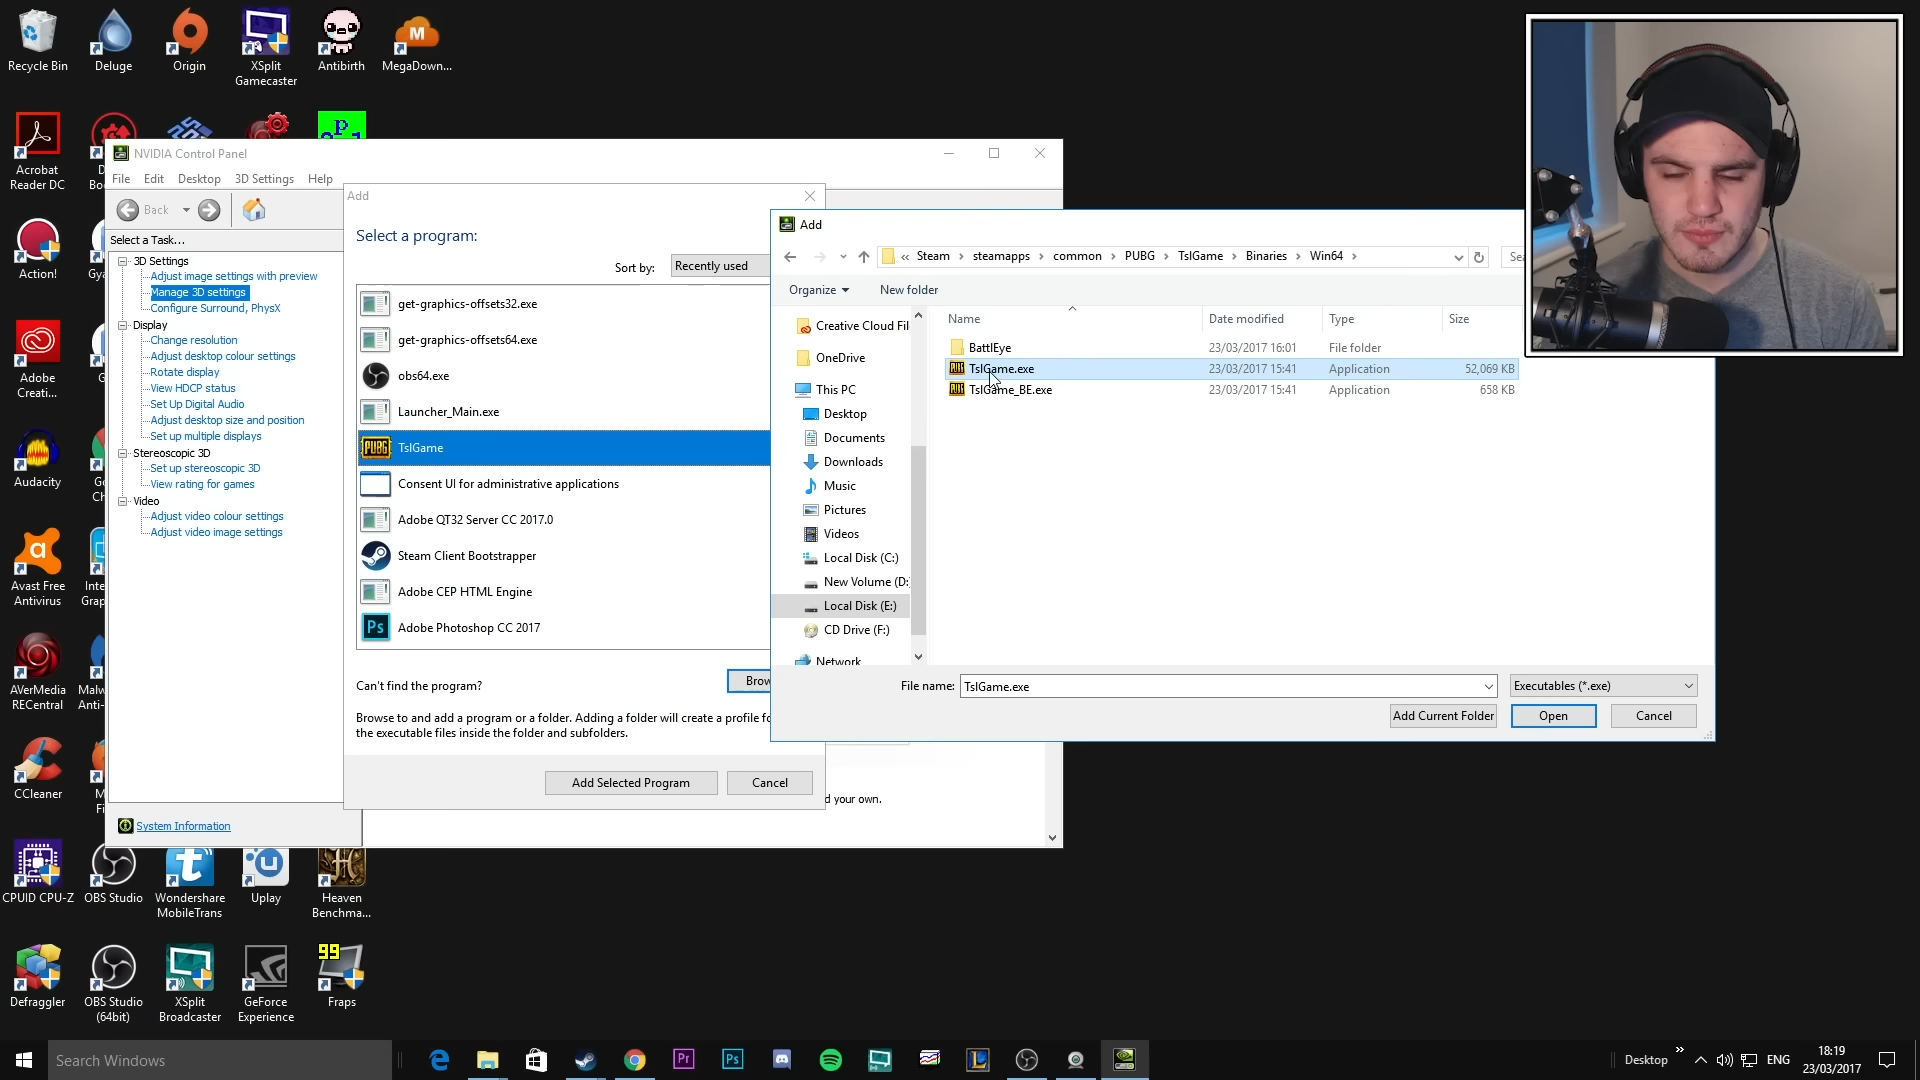 Recycle Bin
Deluge
Origin
XSplit
Gamecaster
Antibirth
MegaDown...
Acrobat
Reader DC
Action!
Adobe
Creati...
Audacity
Avast Free
Antivirus
AVerMedia
RECentral
CCleaner
CPUID CPU-Z
OBS Studio
Wondershare
MobileTrans
Uplay
Heaven
Benchma...
Defraggler
OBS Studio
(64bit)
XSplit
Broadcaster
GeForce
Experience
99
Fraps
NVIDIA Control Panel
File
Edit
Desktop
3D Settings
Help
Back
Select a Task...
3D Settings
Adjust image settings with preview
Manage 3D settings
Configure Surround, PhysX
Display
Change resolution
Adjust desktop colour settings
Rotate display
View HDCP status
Set Up Digital Audio
Adjust desktop size and position
Set up multiple displays
Stereoscopic 3D
Set up stereoscopic 3D
View rating for games
Video
Adjust video colour settings
Adjust video image settings
System Information
d your own.
Add
Select a program:
Sort by:
Recently used
get-graphics-offsets32.exe
get-graphics-offsets64.exe
obs64.exe
Launcher_Main.exe
PUBG
TslGame
Consent UI for administrative applications
Adobe QT32 Server CC 2017.0
Steam Client Bootstrapper
Adobe CEP HTML Engine
Ps
Adobe Photoshop CC 2017
Can't find the program?
Brow
Browse to and add a program or a folder. Adding a folder will create a profile fo
the executable files inside the folder and subfolders.
Add Selected Program
Cancel
Add
« Steam > steamapps > common > PUBG > TslGame > Binaries > Win64 >
Sea
Organize
New folder
Creative Cloud Fil
OneDrive
This PC
Desktop
Documents
Downloads
Music
Pictures
Videos
Local Disk (C:)
New Volume (D:
Local Disk (E:)
CD Drive (F:)
Network
Name
Date modified
Type
Size
BattlEye
23/03/2017 16:01
File folder
TslGame.exe
23/03/2017 15:41
Application
52,069 KB
TslGame_BE.exe
23/03/2017 15:41
Application
658 KB
File name:
TslGame.exe
Executables (*.exe)
Add Current Folder
Open
Cancel
Search Windows
Pr
Ps
Desktop
»
ENG
18:19
23/03/2017